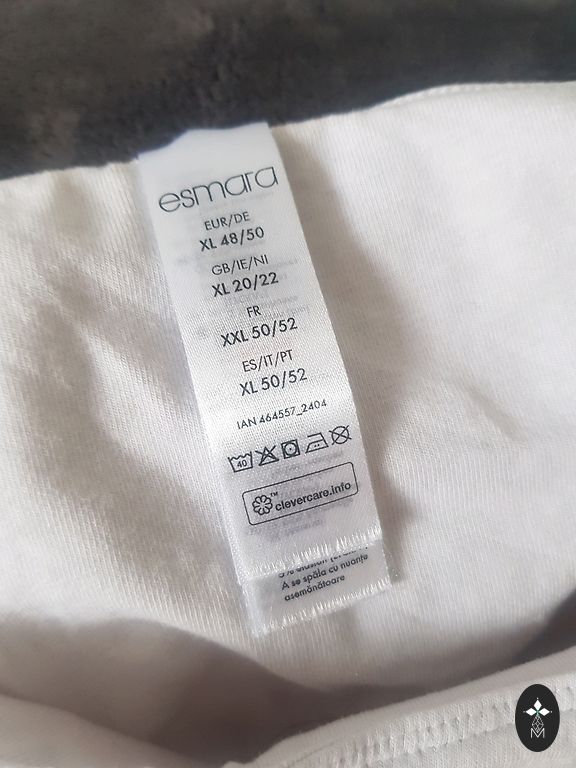 esmara
EUR/DE
XL 48/50
GB/IE/NI
XL 20/22
FR
XXL 50/52
ES/IT/PT
XL 50/52
IAN 464557_2404
40
™
clevercare.info
A se spăla cu nuanțe
asemănătoare
M